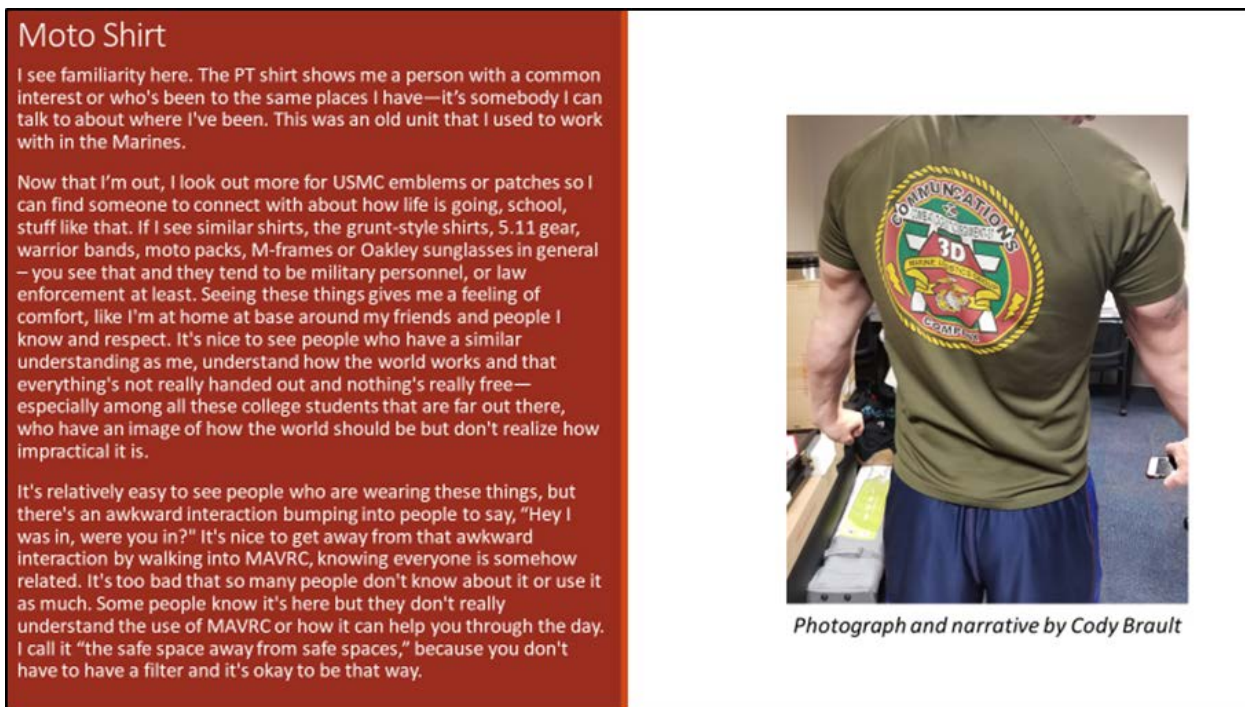 Moto Shirt
I see familiarity here. The PT shirt shows me a person with a common
interest or who's been to the same places I have—it’s somebody I can
talk to about where I've been. This was an old unit that I used to work
with in the Marines.
Now that I’m out, I look out more for USMC emblems or patches so I
can find someone to connect with about how life is going, school,
stuff like that. If I see similar shirts, the grunt-style shirts, 5.11 gear,
warrior bands, moto packs, M-frames or Oakley sunglasses in general
– you see that and they tend to be military personnel, or law
enforcement at least. Seeing these things gives me a feeling of
comfort, like I'm at home at base around my friends and people I
know and respect. It's nice to see people who have a similar
understanding as me, understand how the world works and that
everything's not really handed out and nothing's really free—
especially among all these college students that are far out there,
who have an image of how the world should be but don't realize how
impractical it is.
It's relatively easy to see people who are wearing these things, but
there's an awkward interaction bumping into people to say, “Hey I
was in, were you in?" It's nice to get away from that awkward
interaction by walking into MAVRC, knowing everyone is somehow
related. It's too bad that so many people don't know about it or use it
as much. Some people know it's here but they don't really
understand the use of MAVRC or how it can help you through the day.
I call it “the safe space away from safe spaces,” because you don't
have to have a filter and it's okay to be that way.
COMMUNICATIONS
3D
MARINE
COMPANY
Photograph and narrative by Cody Brault